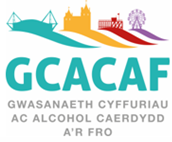 GCACAF
GWASANAETH CYFFURIAU
AC ALCOHOL CAERDYDD
A'R FRO